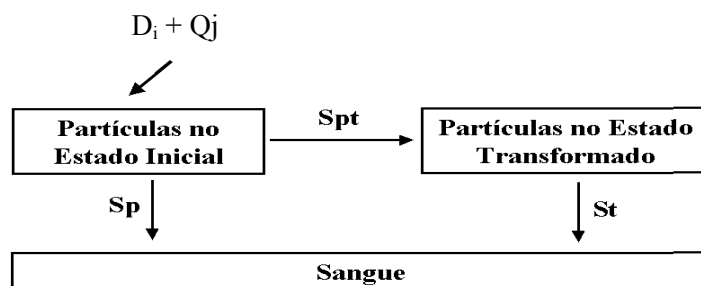 Dᵢ + Qj
Partículas no
Estado Inicial
Spt
Partículas no Estado
Transformado
Sp
St
Sangue